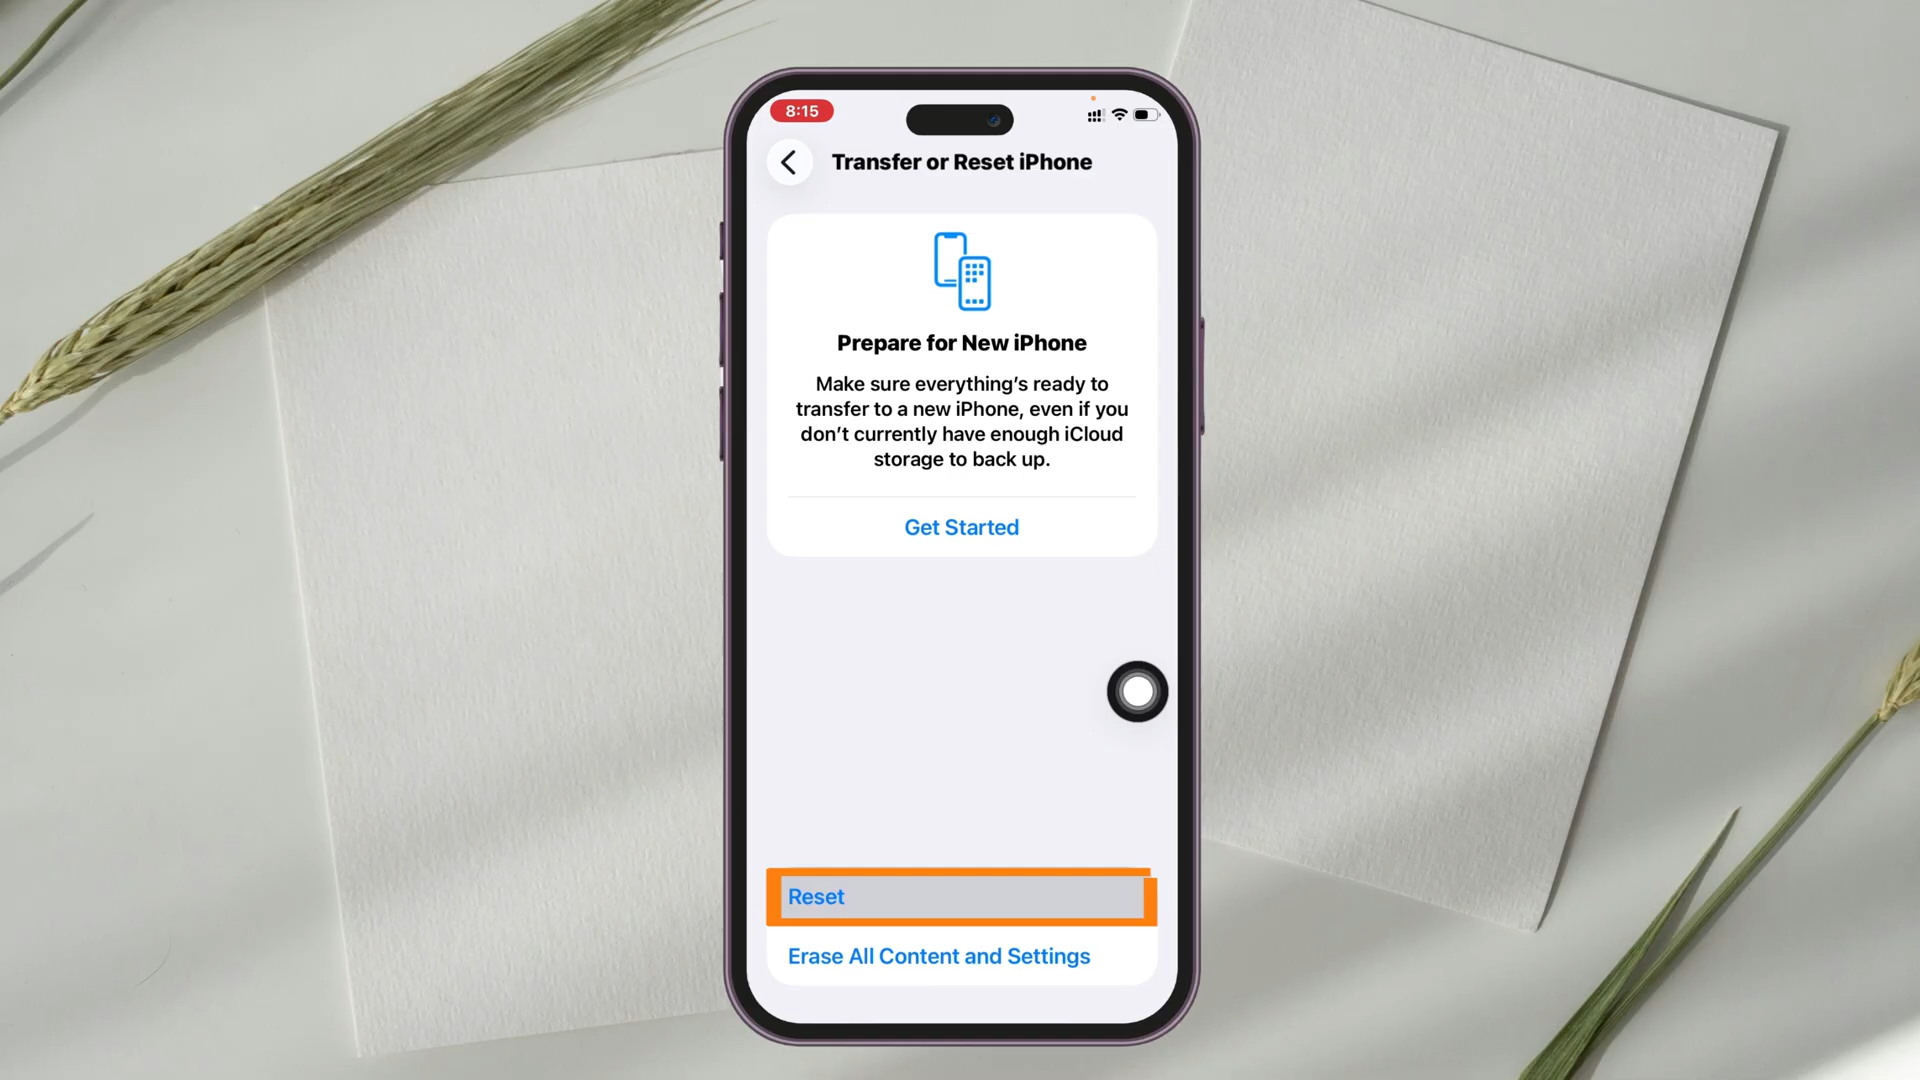 8:15
Transfer or Reset iPhone
Prepare for New iPhone
Make sure everything’s ready to
transfer to a new iPhone, even if you
don’t currently have enough iCloud
storage to back up.
Get Started
Reset
Erase All Content and Settings